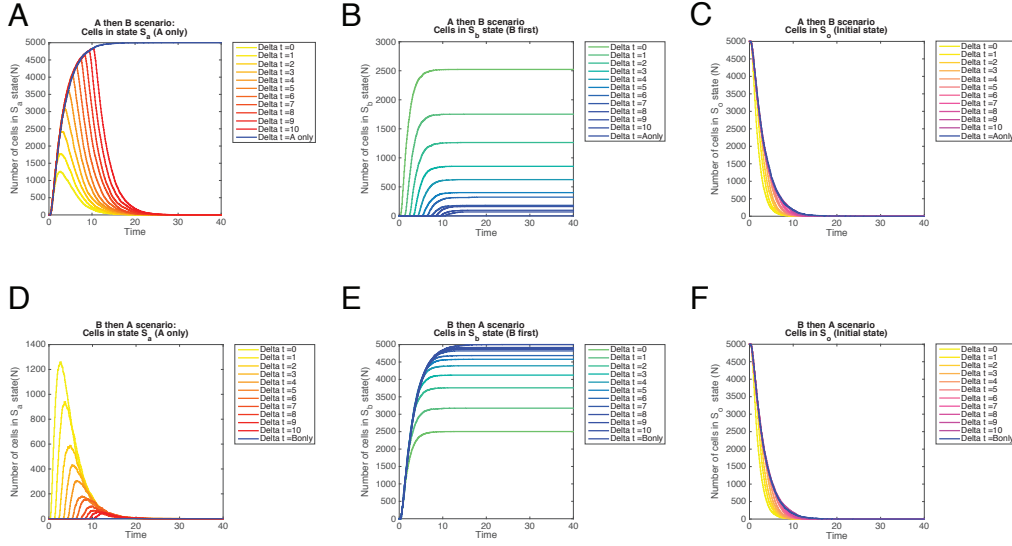 A
A then B scenario:
Cells in state Sa (A only)
Number of cells in Sa state(N)
5000
4500
4000
3500
3000
2500
2000
1500
1000
500
0
0
10
20
30
40
Time
Delta t =0
Delta t =1
Delta t =2
Delta t =3
Delta t =4
Delta t =5
Delta t =6
Delta t =7
Delta t =8
Delta t =9
Delta t =10
Delta t =A only
B
A then B scenario
Cells in Sb state (B first)
Number of cells in Sb state(N)
3000
2500
2000
1500
1000
500
0
0
10
20
30
40
Time
Delta t =0
Delta t =1
Delta t =2
Delta t =3
Delta t =4
Delta t =5
Delta t =6
Delta t =7
Delta t =8
Delta t =9
Delta t =10
Delta t =Aonly
C
A then B scenario
Cells in So (Initial state)
Number of cells in So state (N)
5000
4500
4000
3500
3000
2500
2000
1500
1000
500
0
0
10
20
30
40
Time
Delta t =0
Delta t =1
Delta t =2
Delta t =3
Delta t =4
Delta t =5
Delta t =6
Delta t =7
Delta t =8
Delta t =9
Delta t =10
Delta t =Aonly
D
B then A scenario:
Cells in state Sa (A only)
Number of cells in Sa state(N)
1400
1200
1000
800
600
400
200
0
0
10
20
30
40
Time
Delta t =0
Delta t =1
Delta t =2
Delta t =3
Delta t =4
Delta t =5
Delta t =6
Delta t =7
Delta t =8
Delta t =9
Delta t =10
Delta t =Bonly
E
B then A scenario
Cells in Sb state (B first)
Number of cells in Sb state(N)
5000
4500
4000
3500
3000
2500
2000
1500
1000
500
0
0
10
20
30
40
Time
Delta t =0
Delta t =1
Delta t =2
Delta t =3
Delta t =4
Delta t =5
Delta t =6
Delta t =7
Delta t =8
Delta t =9
Delta t =10
Delta t =Bonly
F
B then A scenario
Cells in So (Initial state)
Number of cells in So state (N)
5000
4500
4000
3500
3000
2500
2000
1500
1000
500
0
0
10
20
30
40
Time
Delta t =0
Delta t =1
Delta t =2
Delta t =3
Delta t =4
Delta t =5
Delta t =6
Delta t =7
Delta t =8
Delta t =9
Delta t =10
Delta t =Bonly